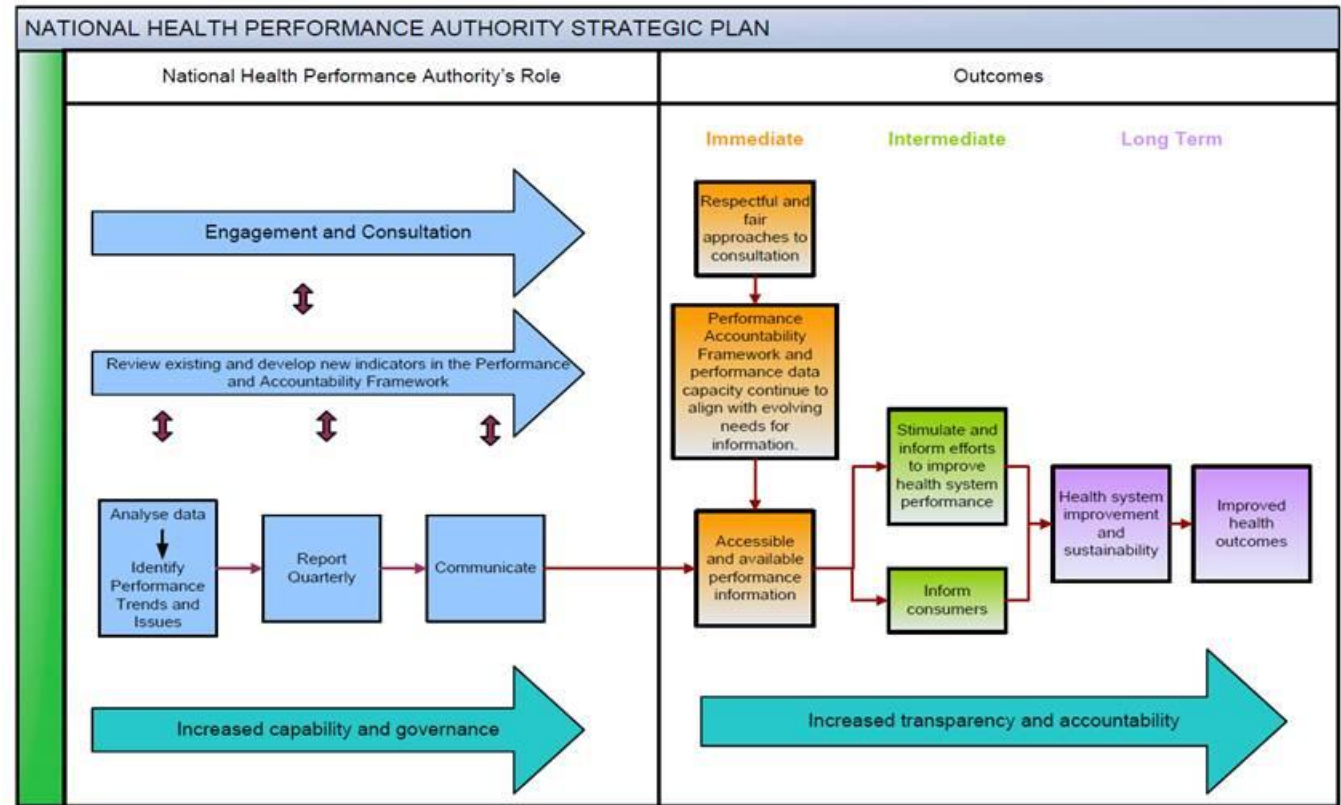 NATIONAL HEALTH PERFORMANCE AUTHORITY STRATEGIC PLAN
National Health Performance Authority's Role
Outcomes
Immediate
Intermediate
Long Term
Engagement and Consultation
Review existing and develop new indicators in the Performance
and Accountability Framework
Analyse data
Identify
Performance
Trends and
Issues
Report
Quarterly
Communicate
Increased capability and governance
Respectful and
fair
approaches to
consultation
Performance
Accountability
Framework and
performance data
capacity continue to
align with evolving
needs for
information.
Accessible
and available
performance
information
Stimulate and
inform efforts
to improve
health system
performance
Inform
consumers
Health system
improvement
and
sustainability
Improved
health
outcomes
Increased transparency and accountability